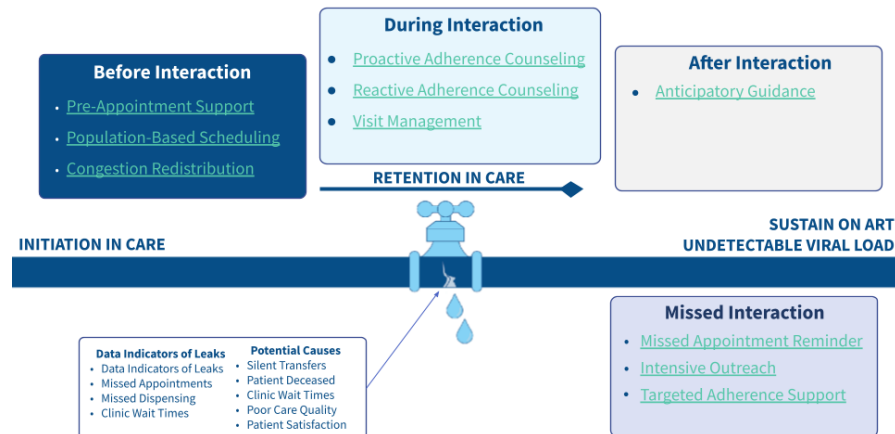 Before Interaction
Pre-Appointment Support
Population-Based Scheduling
Congestion Redistribution
During Interaction
Proactive Adherence Counseling
Reactive Adherence Counseling
Visit Management
After Interaction
Anticipatory Guidance
RETENTION IN CARE
INITIATION IN CARE
SUSTAIN ON ART
UNDETECTABLE VIRAL LOAD
Data Indicators of Leaks
Data Indicators of Leaks
Missed Appointments
Missed Dispensing
Clinic Wait Times
Potential Causes
Silent Transfers
Patient Deceased
Clinic Wait Times
Poor Care Quality
Patient Satisfaction
Missed Interaction
Missed Appointment Reminder
Intensive Outreach
Targeted Adherence Support